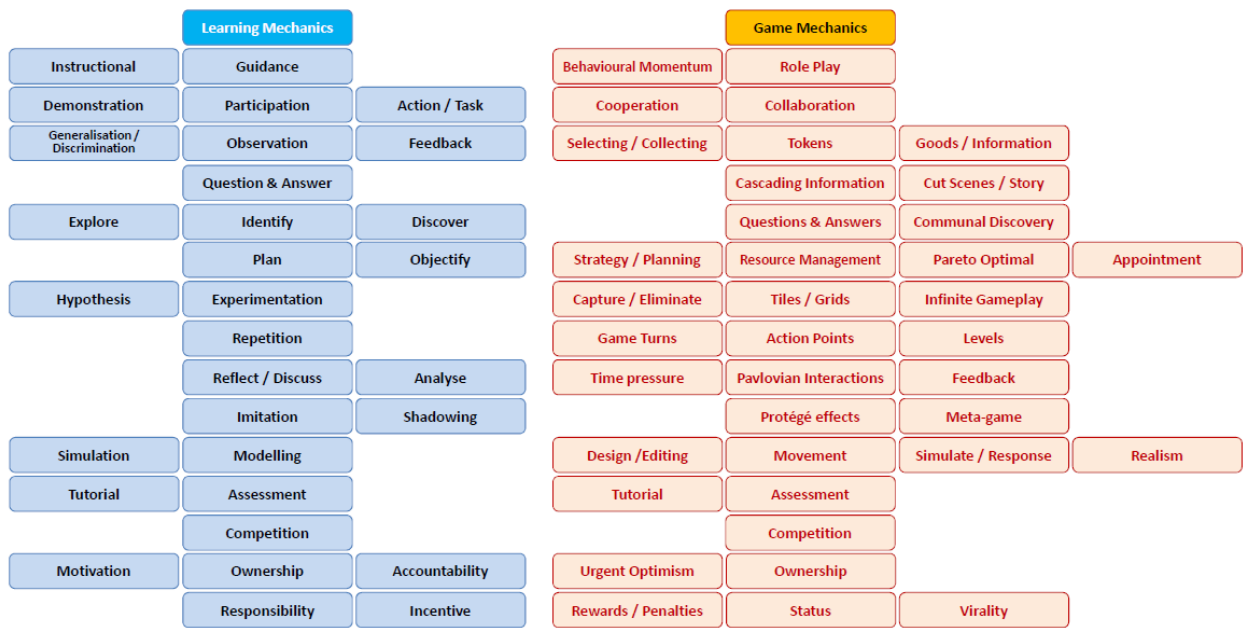 Learning Mechanics Game Mechanics
Instructional Guidance Behavioural Momentum Role Play
Demonstration Participation Action / Task Cooperation Collaboration
Generalisation /
Discrimination Observation Feedback Selecting / Collecting Tokens Goods / Information
Question & Answer Cascading Information Cut Scenes / Story
Explore Identify Discover Questions & Answers Communal Discovery
Plan Objectify Strategy / Planning Resource Management Pareto Optimal Appointment
Hypothesis Experimentation Capture / Eliminate Tiles / Grids Infinite Gameplay
Repetition Game Turns Action Points Levels
Reflect / Discuss Analyse Time pressure Pavlovian Interactions Feedback
Imitation Shadowing Protégé effects Meta-game
Simulation Modelling Design /Editing Movement Simulate / Response Realism
Tutorial Assessment Tutorial Assessment
Competition Competition
Motivation Ownership Accountability Urgent Optimism Ownership
Responsibility Incentive Rewards / Penalties Status Virality